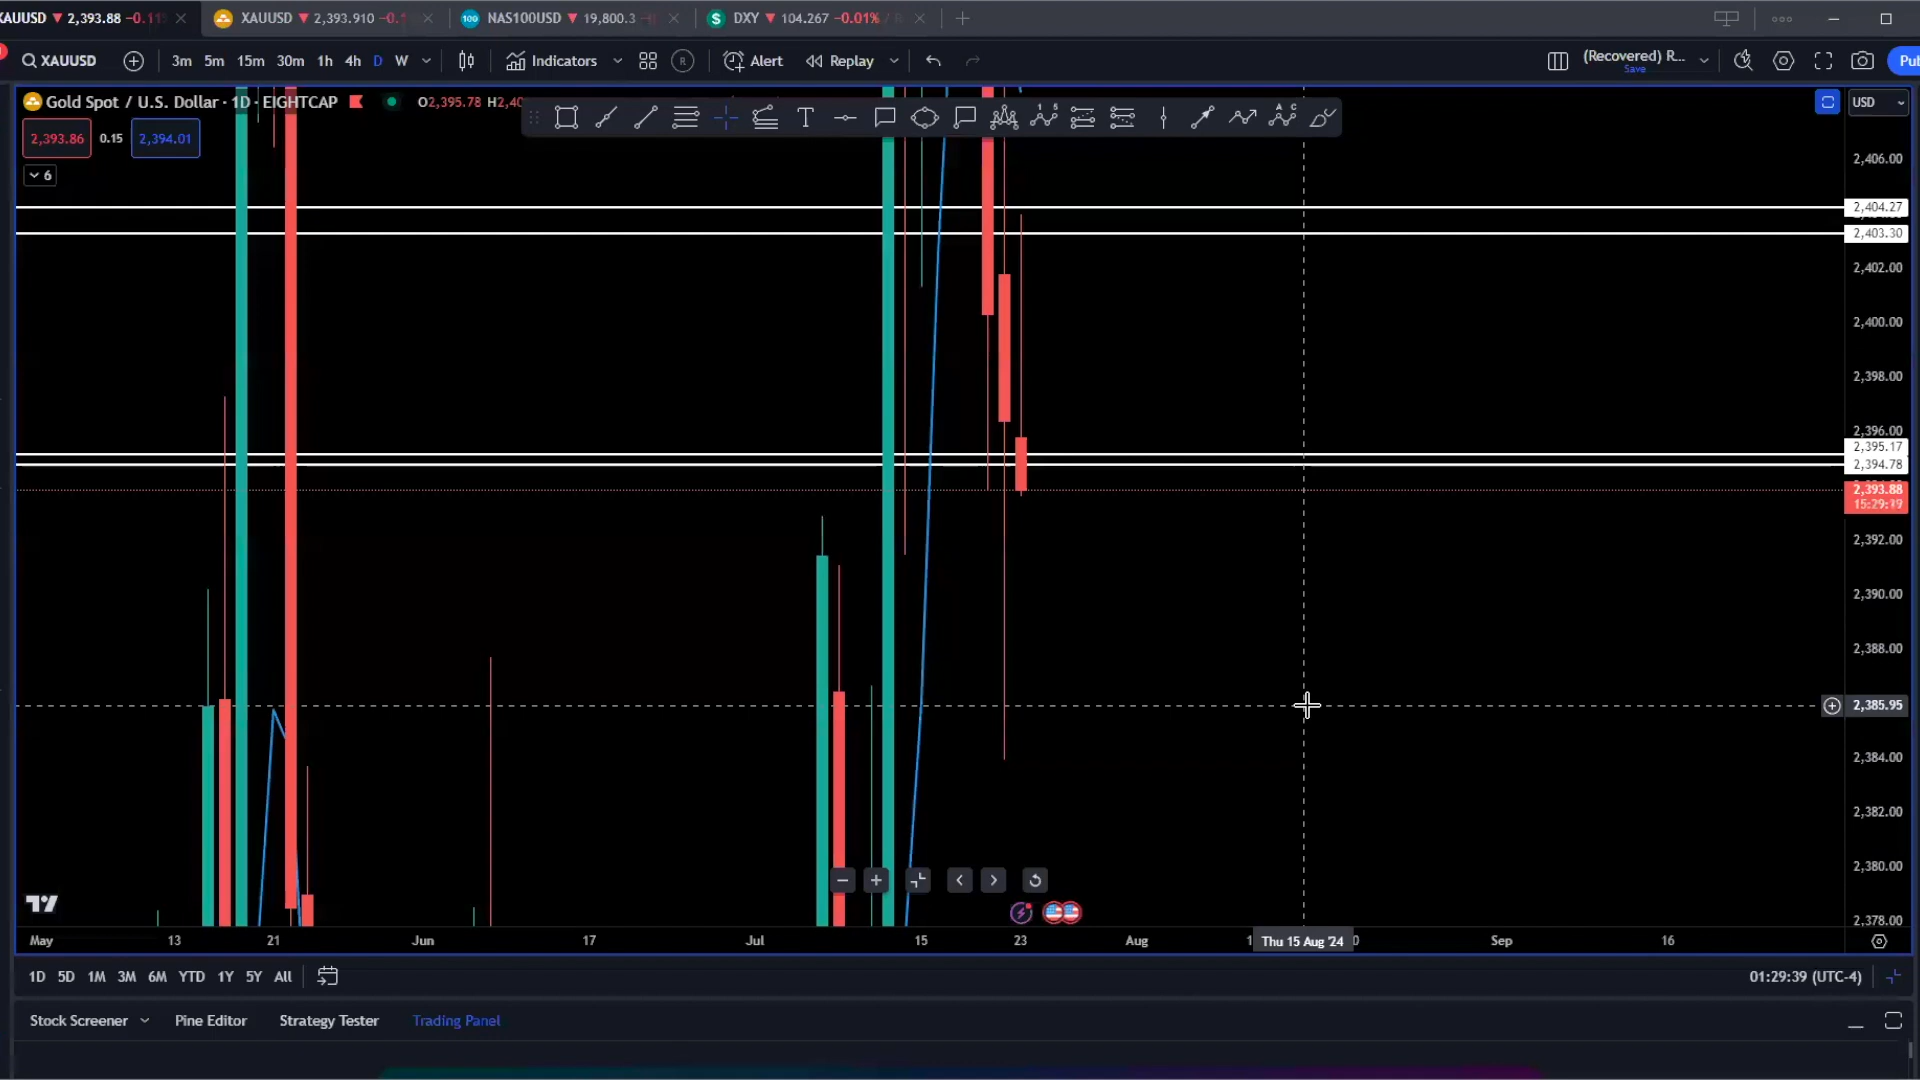 XAUUSD 2,393.88 XAUUSD 2,393.910 100 NAS100USD 19,800.3 $ DXY 104.267 -0.01%
XAUUSD 3m 5m 15m 30m 1h 4h D W Indicators R Alert Replay (Recovered) R...
Save
Gold Spot / U.S. Dollar · 1D · EIGHTCAP O2,395.78 USD
2,393.86 0.15 2,394.01
6
2,406.00
2,404.27
2,403.30
2,402.00
2,400.00
2,398.00
2,396.00
2,395.17
2,394.78
2,393.88
2,392.00
2,390.00
2,388.00
2,385.95
2,384.00
2,382.00
2,380.00
2,378.00
May 13 21 Jun 17 Jul 15 23 Aug Thu 15 Aug '24 Sep 16
1D 5D 1M 3M 6M YTD 1Y 5Y All 01:29:39 (UTC-4)
Stock Screener Pine Editor Strategy Tester Trading Panel